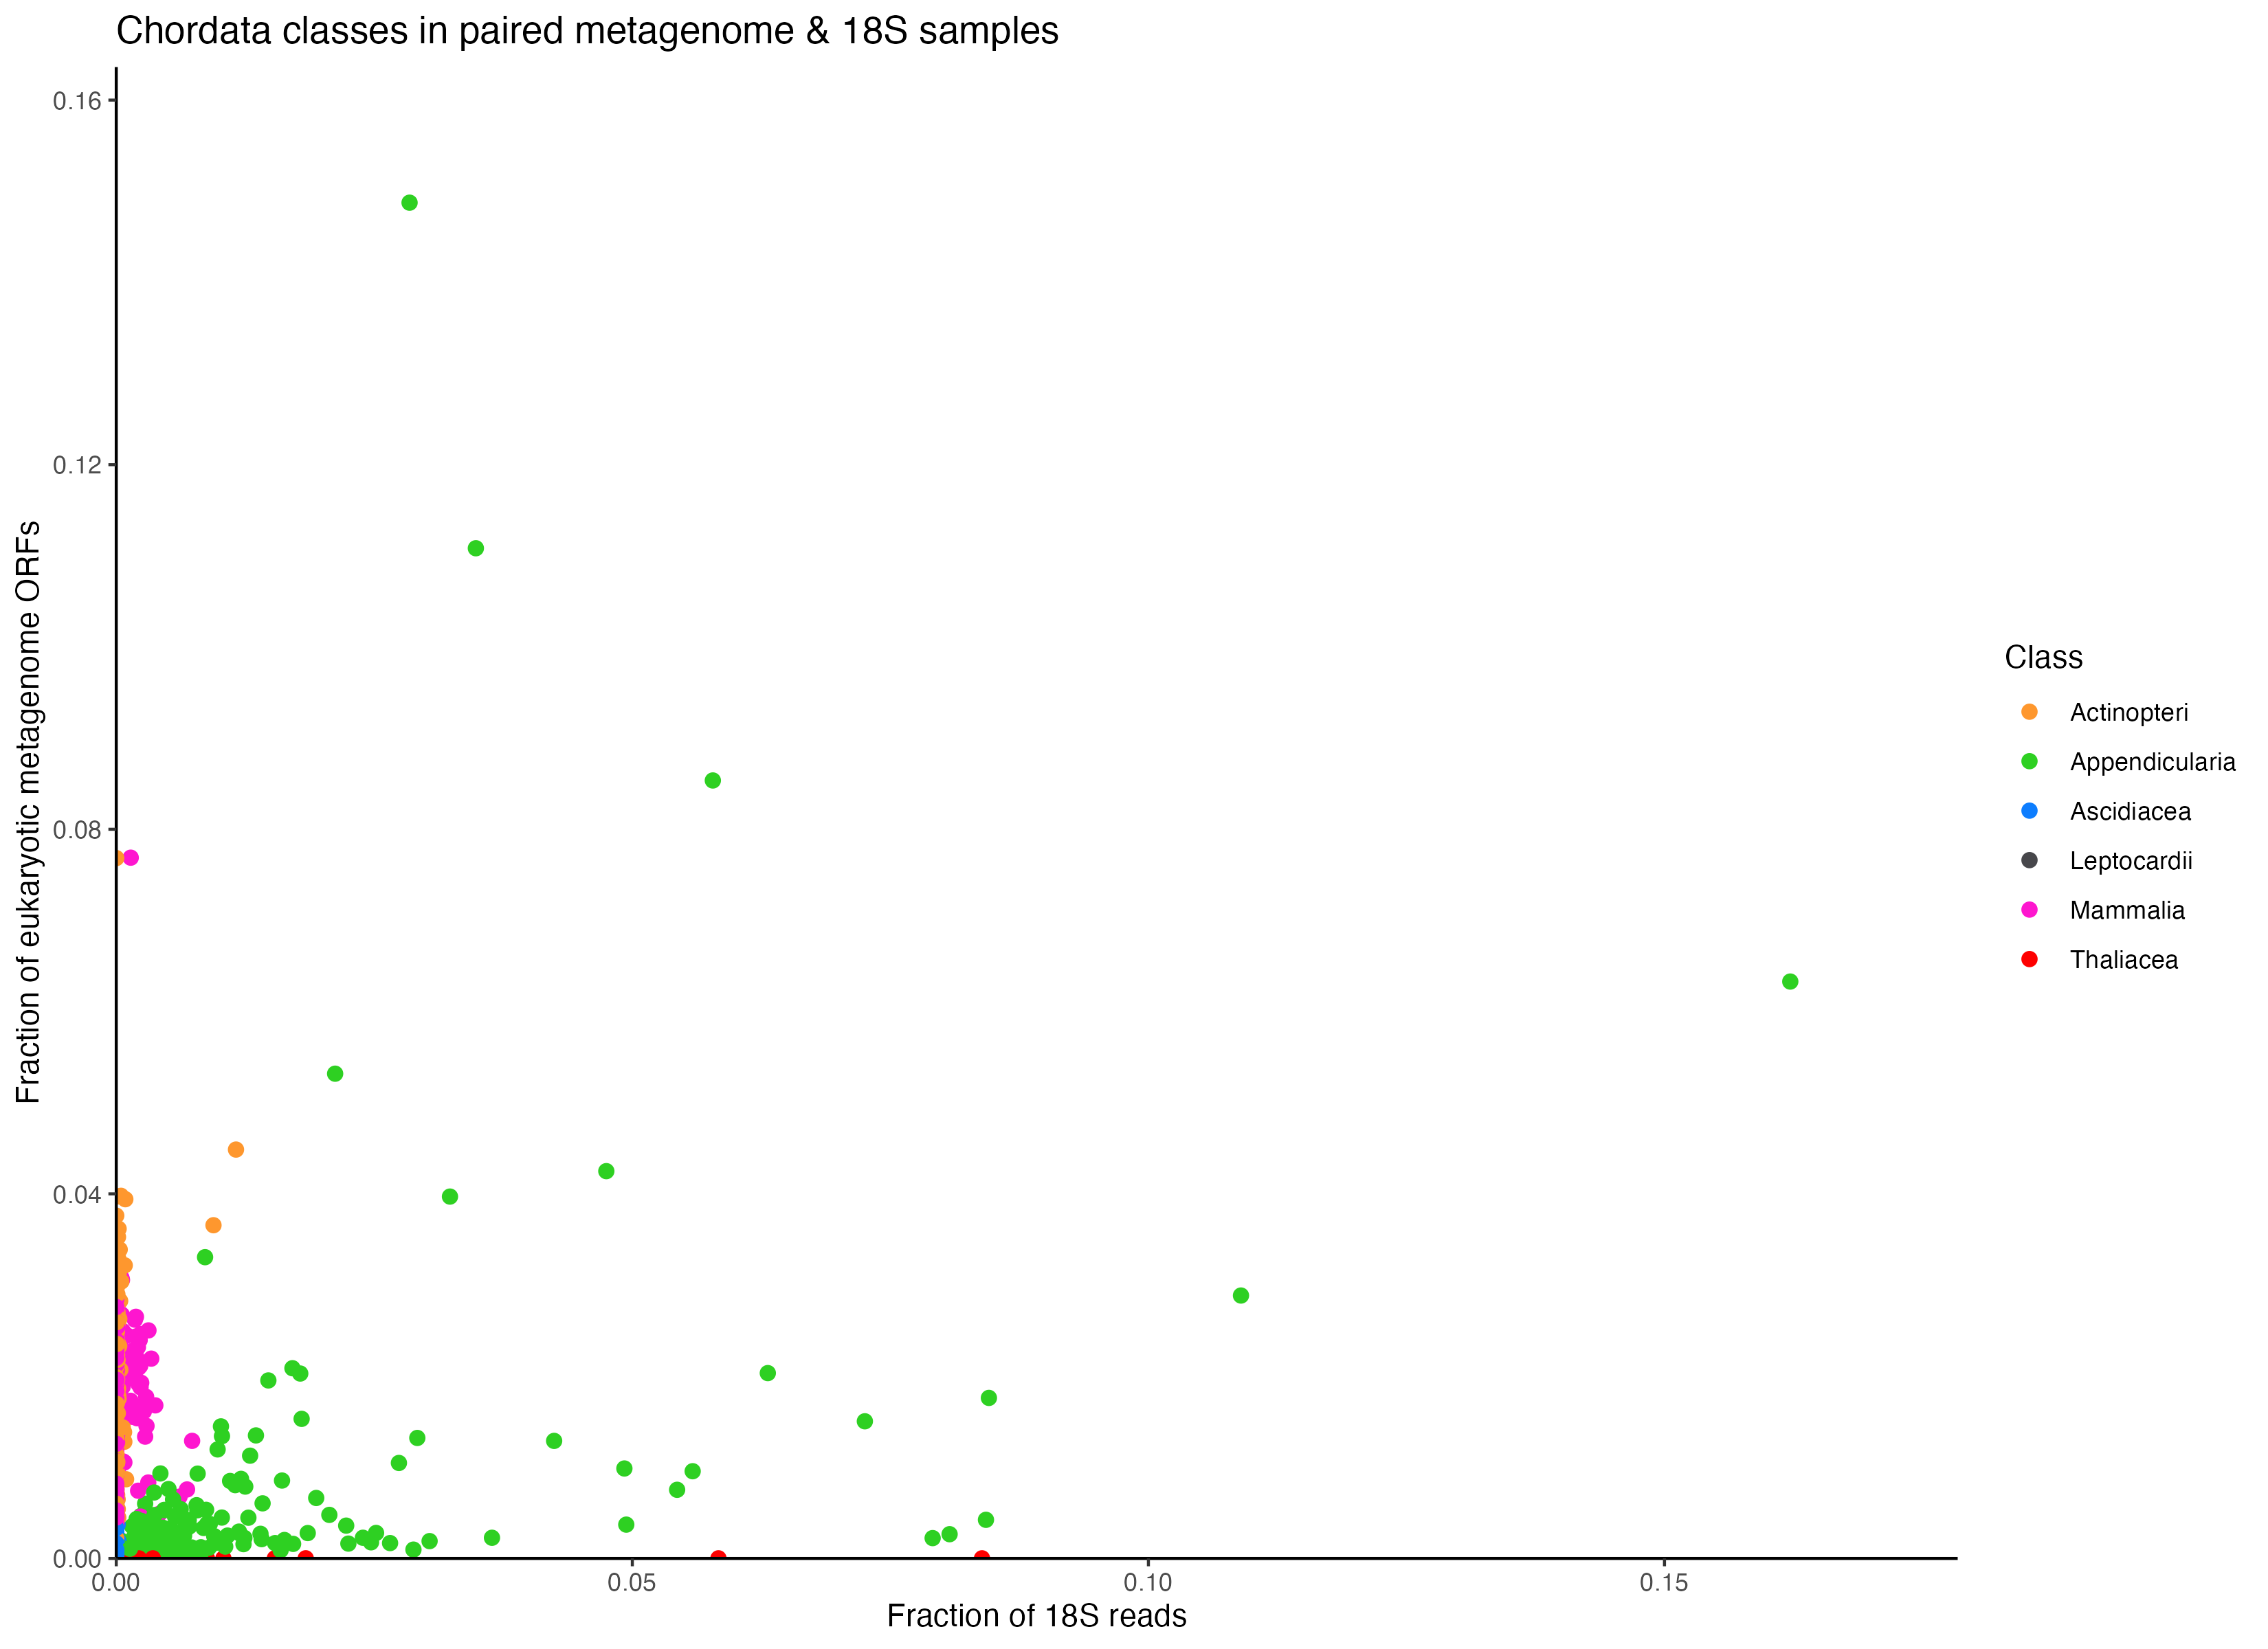 Chordata classes in paired metagenome & 18S samples
0.16
0.12
0.08
0.04
0.00
Fraction of eukaryotic metagenome ORFs
0.00 0.05 0.10 0.15
Fraction of 18S reads
Class
Actinopteri
Appendicularia
Ascidiacea
Leptocardii
Mammalia
Thaliacea